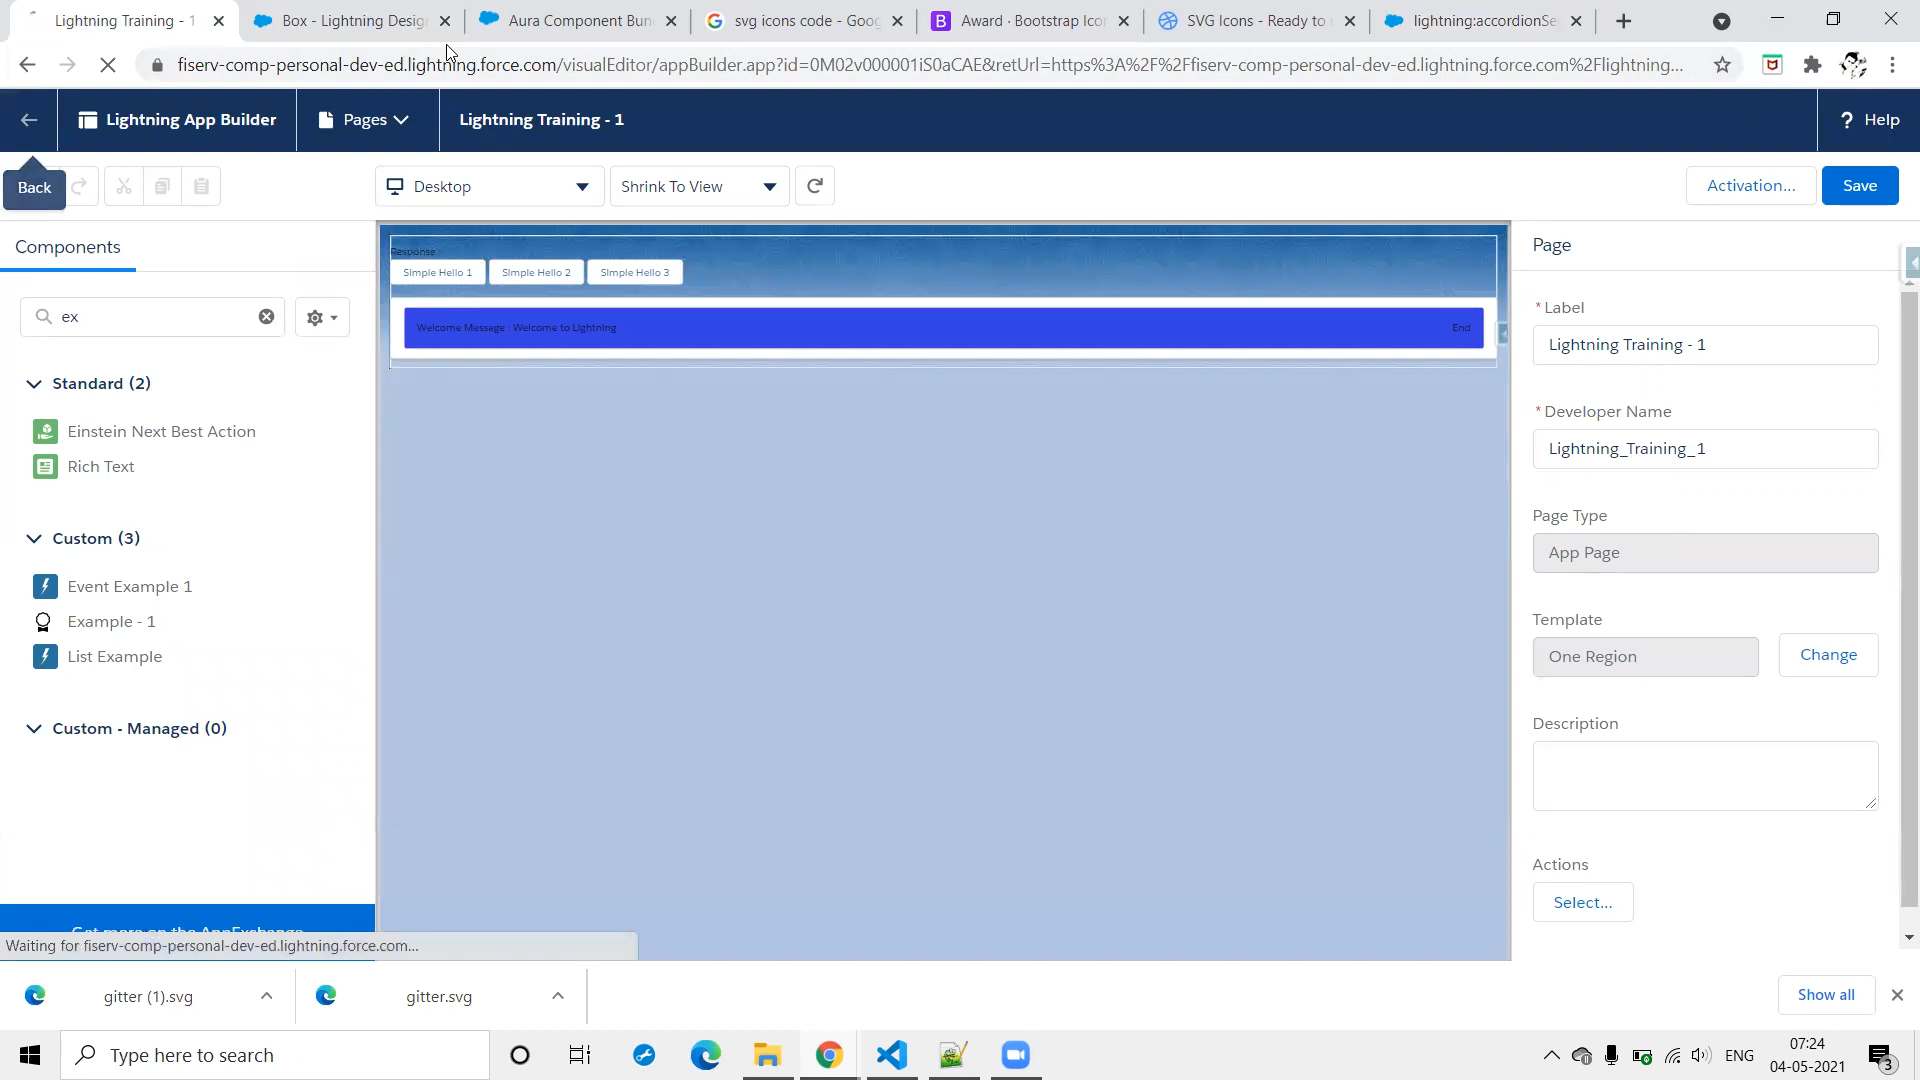 Lightning Training - 1
Box - Lightning Desig
Aura Component Bun
svg icons code - Goog
B
Award · Bootstrap Ico
SVG Icons - Ready to
lightning:accordionSe
fiserv-comp-personal-dev-ed.lightning.force.com/visualEditor/appBuilder.app?id=0M02v000001iS0aCAE&retUrl=https%3A%2F%2Ffiserv-comp-personal-dev-ed.lightning.force.com%2Flightning...
Lightning App Builder
Pages
Lightning Training - 1
? Help
Back
Desktop
Shrink To View
Activation...
Save
Components
ex
Standard (2)
Einstein Next Best Action
Rich Text
Custom (3)
Event Example 1
Example - 1
List Example
Custom - Managed (0)
Get more on the AppExchange
Waiting for fiserv-comp-personal-dev-ed.lightning.force.com...
Response
SImple Hello 1
SImple Hello 2
SImple Hello 3
Welcome Message : Welcome to Lightning
End
Page
* Label
Lightning Training - 1
* Developer Name
Lightning_Training_1
Page Type
App Page
Template
One Region
Change
Description
Actions
Select...
gitter (1).svg
gitter.svg
Show all
Type here to search
ENG
07:24
04-05-2021
3